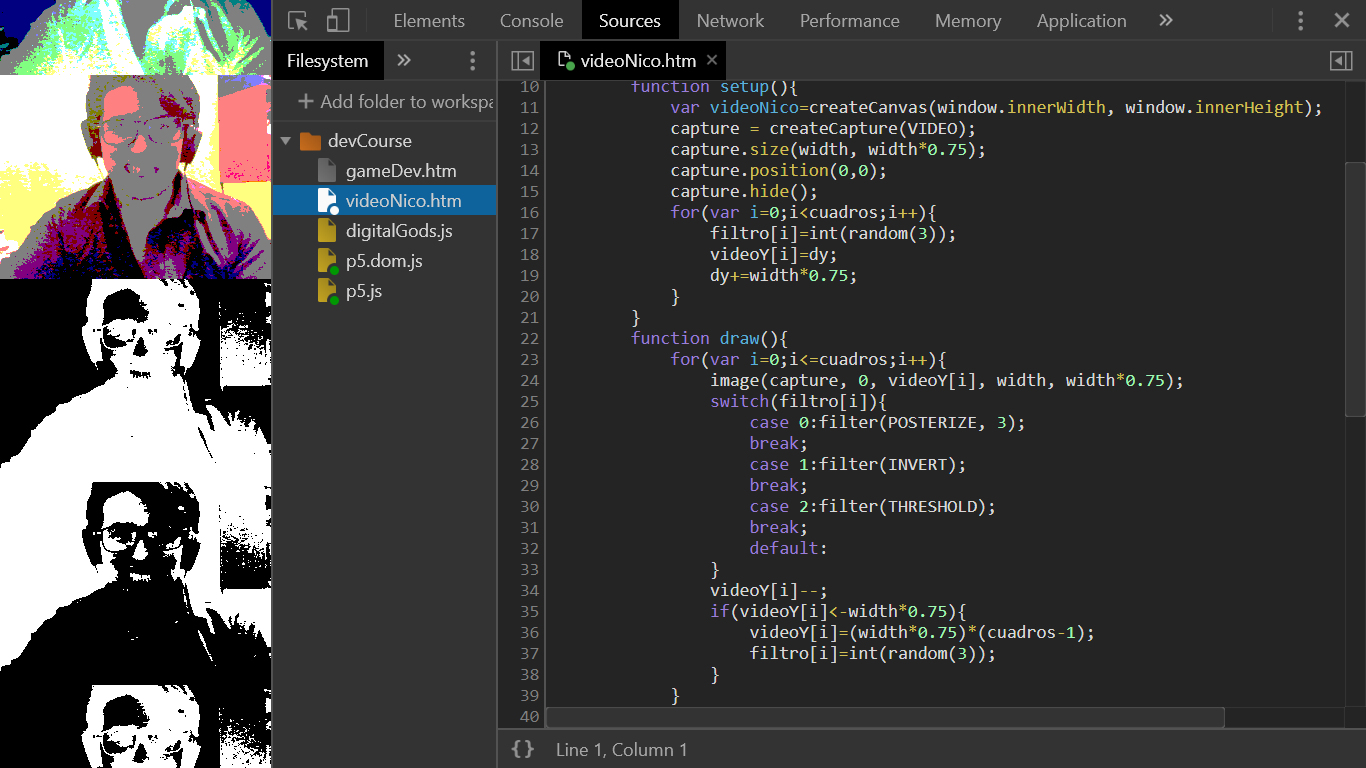 Elements Console Sources Network Performance Memory Application »
Filesystem » videoNico.htm ×
+ Add folder to workspa
devCourse
gameDev.htm
videoNico.htm
digitalGods.js
p5.dom.js
p5.js
10 function setup(){
11 var videoNico=createCanvas(window.innerWidth, window.innerHeight);
12 capture = createCapture(VIDEO);
13 capture.size(width, width*0.75);
14 capture.position(0,0);
15 capture.hide();
16 for(var i=0;i<cuadros;i++){
17 filtro[i]=int(random(3));
18 videoY[i]=dy;
19 dy+=width*0.75;
20 }
21 }
22 function draw(){
23 for(var i=0;i<=cuadros;i++){
24 image(capture, 0, videoY[i], width, width*0.75);
25 switch(filtro[i]){
26 case 0:filter(POSTERIZE, 3);
27 break;
28 case 1:filter(INVERT);
29 break;
30 case 2:filter(THRESHOLD);
31 break;
32 default:
33 }
34 videoY[i]--;
35 if(videoY[i]<-width*0.75){
36 videoY[i]=(width*0.75)*(cuadros-1);
37 filtro[i]=int(random(3));
38 }
39 }
40
{} Line 1, Column 1